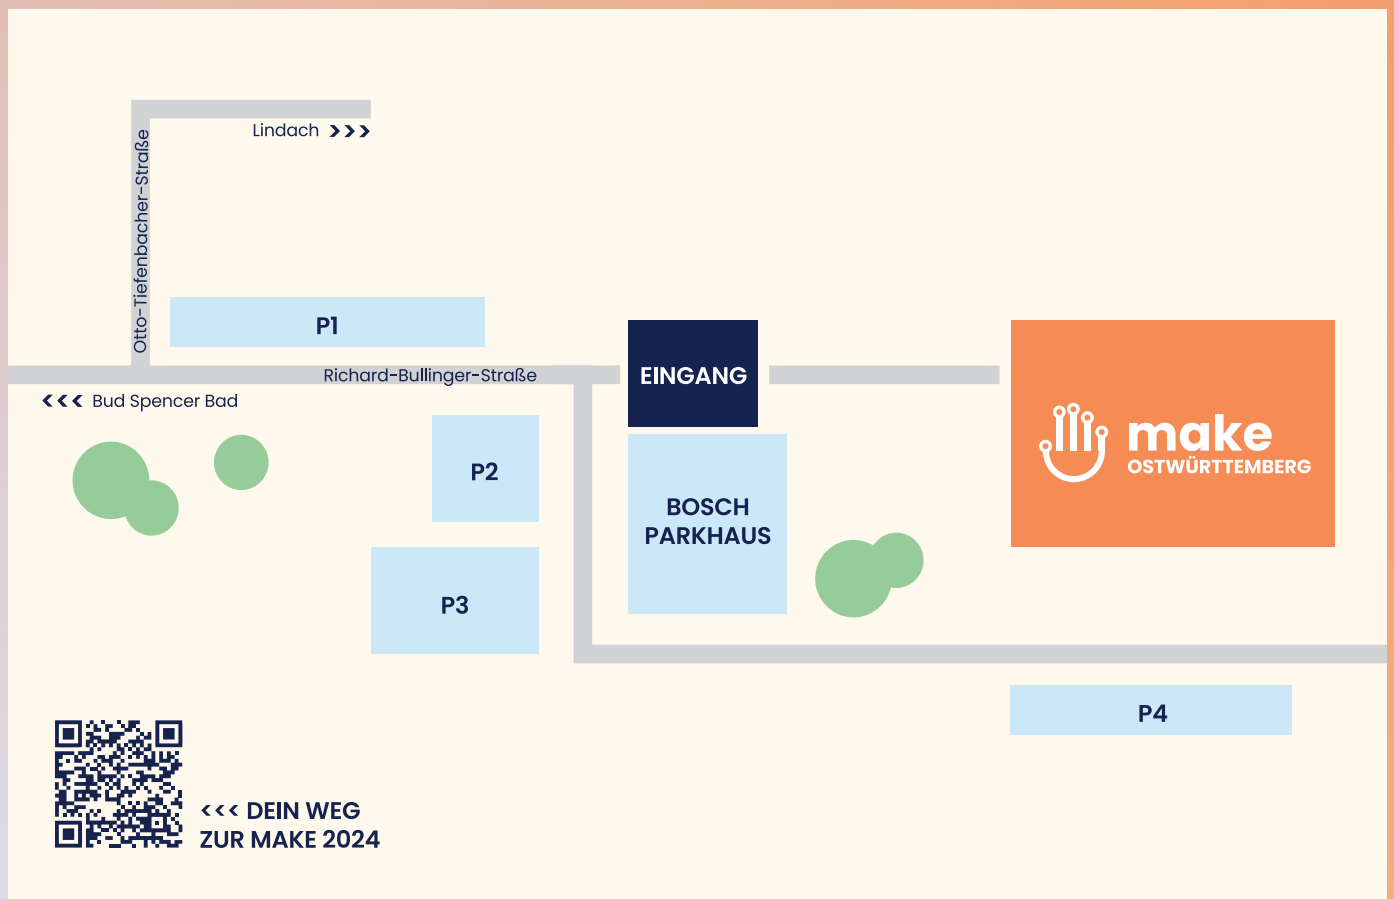 Lindach >>>
Otto-Tiefenbacher-Straße
P1
Richard-Bullinger-Straße
EINGANG
<<< Bud Spencer Bad
make
OSTWÜRTTEMBERG
P2
BOSCH
PARKHAUS
P3
P4
<<< DEIN WEG
ZUR MAKE 2024